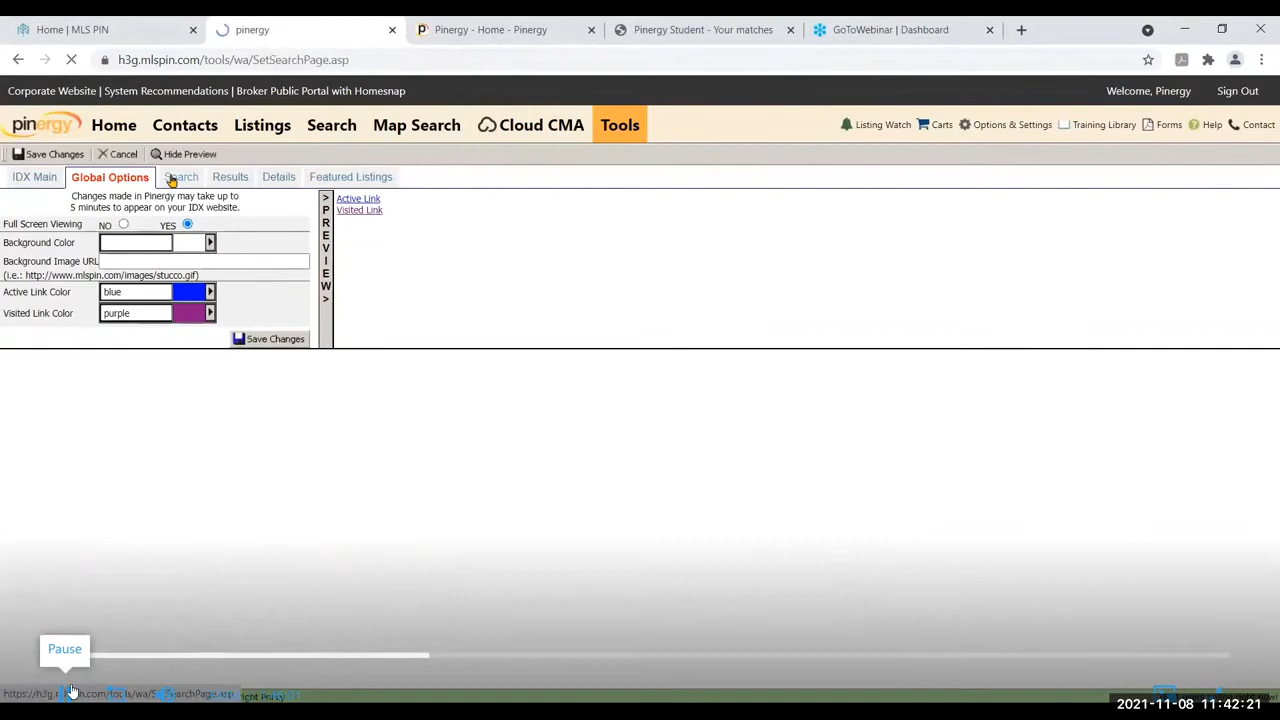 Home | MLS PIN
pinergy
Pinergy - Home - Pinergy
Pinergy Student - Your matches
GoToWebinar | Dashboard
h3g.mlspin.com/tools/wa/SetSearchPage.asp
Corporate Website | System Recommendations | Broker Public Portal with Homesnap
Welcome, Pinergy
Sign Out
pinergy
Home
Contacts
Listings
Search
Map Search
Cloud CMA
Tools
Listing Watch
Carts
Options & Settings
Training Library
Forms
Help
Contact
Save Changes
Cancel
Hide Preview
IDX Main
Global Options
Search
Results
Details
Featured Listings
Changes made in Pinergy may take up to
5 minutes to appear on your IDX website.
Full Screen Viewing NO YES
Background Color
Background Image URL
(i.e.: http://www.mlspin.com/images/stucco.gif)
Active Link Color blue
Visited Link Color purple
Save Changes
> PREVIEW >
Active Link
Visited Link
Pause
2021-11-08 11:42:21